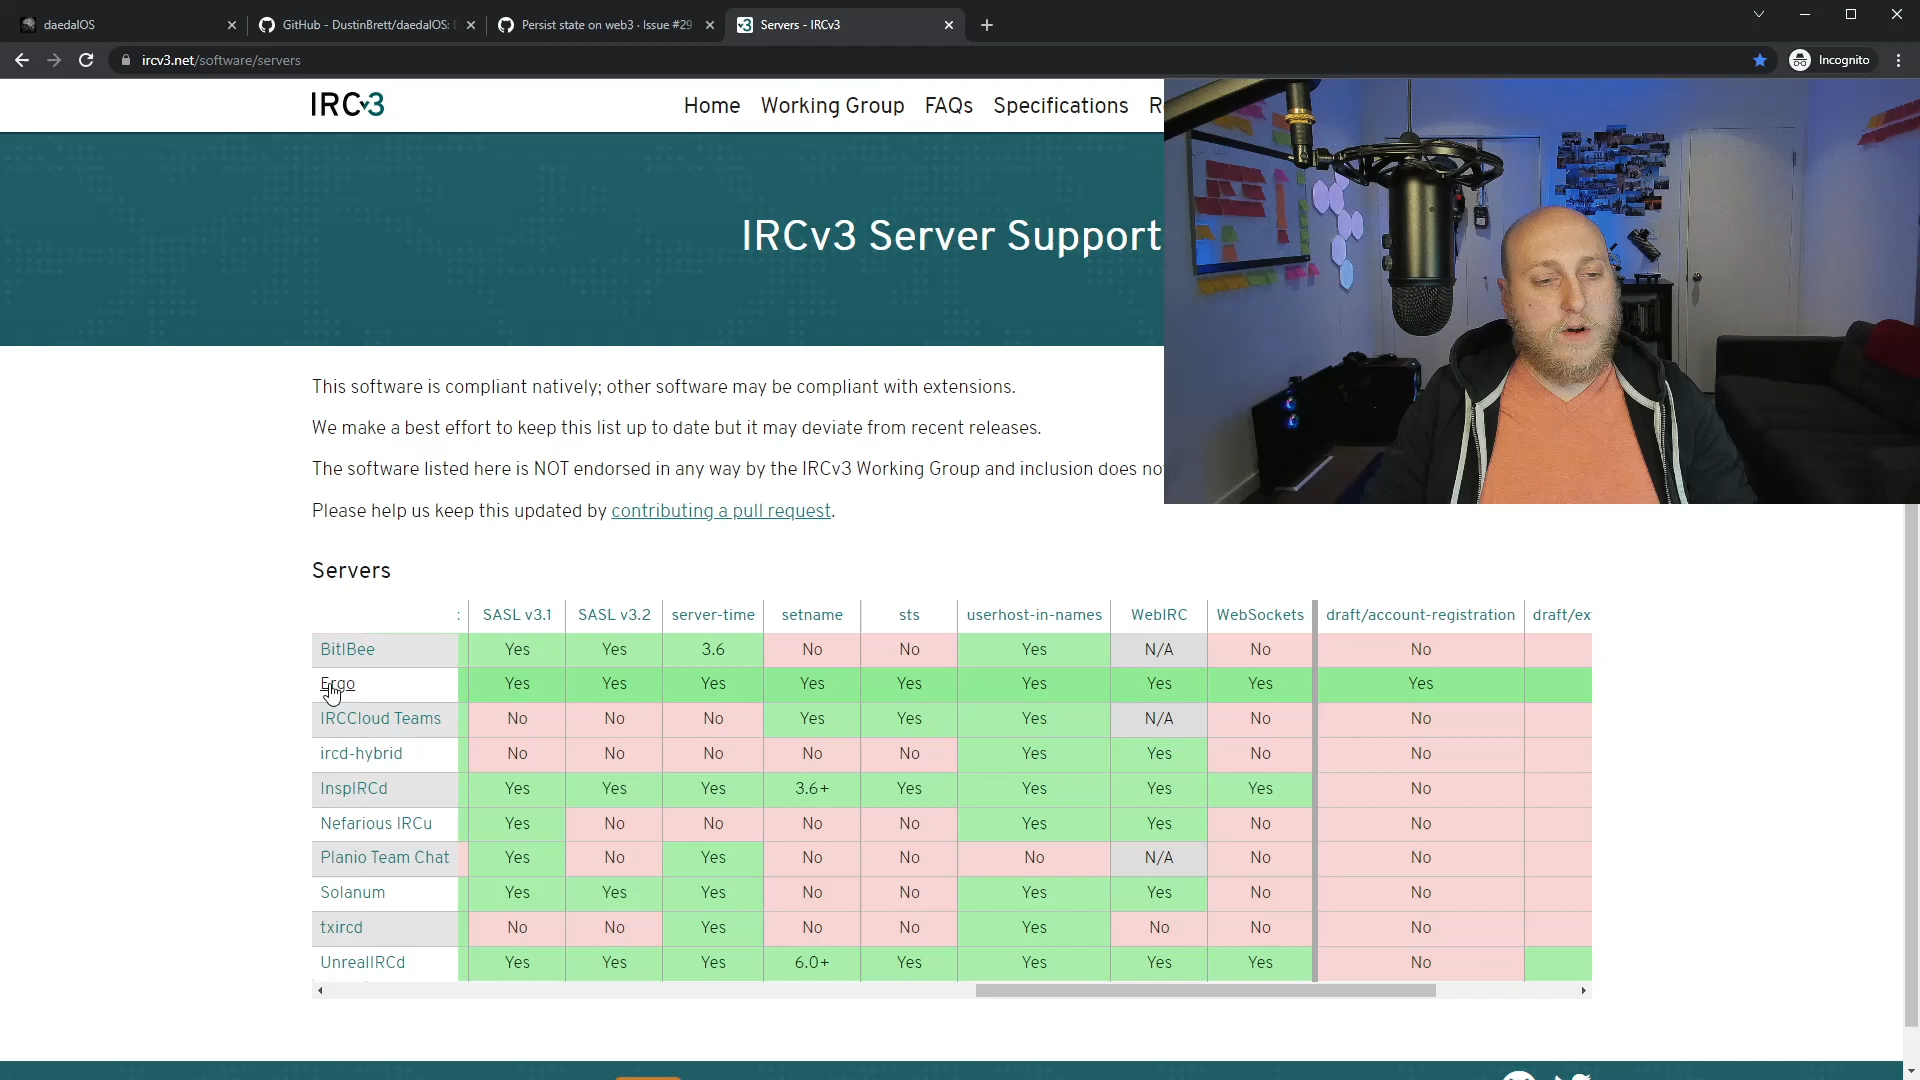 daedalOS
GitHub - DustinBrett/daedalOS: 
Persist state on web3 · Issue #29
Servers - IRCv3
ircv3.net/software/servers
Incognito
IRCv3
Home Working Group FAQs Specifications
IRCv3 Server Support
This software is compliant natively; other software may be compliant with extensions.
We make a best effort to keep this list up to date but it may deviate from recent releases.
The software listed here is NOT endorsed in any way by the IRCv3 Working Group and inclusion does no
Please help us keep this updated by contributing a pull request.
Servers
SASL v3.1 SASL v3.2 server-time setname sts userhost-in-names WebIRC WebSockets draft/account-registration draft/ex
BitlBee Yes Yes 3.6 No No Yes N/A No No
Ergo Yes Yes Yes Yes Yes Yes Yes Yes Yes
IRCCloud Teams No No No Yes Yes Yes N/A No No
ircd-hybrid No No No No No Yes Yes No No
InspIRCd Yes Yes Yes 3.6+ Yes Yes Yes Yes No
Nefarious IRCu Yes No No No No Yes Yes No No
Planio Team Chat Yes No Yes No No No N/A No No
Solanum Yes Yes Yes No No Yes Yes No No
txircd No No Yes No No Yes No No No
UnrealIRCd Yes Yes Yes 6.0+ Yes Yes Yes Yes No